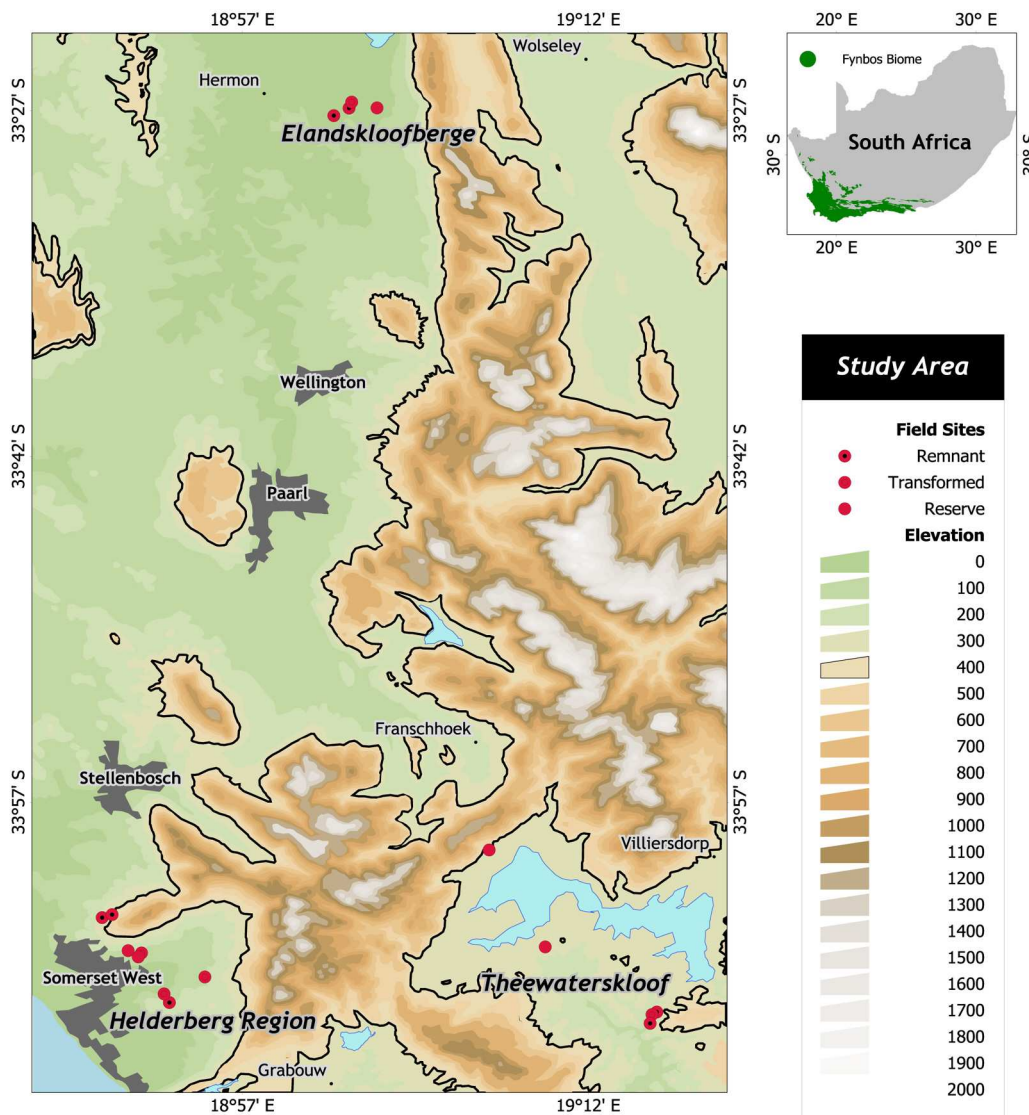 18°57' E
19°12' E
Wolseley
Hermon
33°27' S
33°27' S
Elandskloofberge
Wellington
33°42' S
33°42' S
Paarl
Franschhoek
Stellenbosch
33°57' S
33°57' S
Villiersdorp
Somerset West
Theewaterskloof
Helderberg Region
Grabouw
18°57' E
19°12' E
20° E
30° E
Fynbos Biome
South Africa
30° S
30° S
20° E
30° E
Study Area
Field Sites
Remnant
Transformed
Reserve
Elevation
0
100
200
300
400
500
600
700
800
900
1000
1100
1200
1300
1400
1500
1600
1700
1800
1900
2000